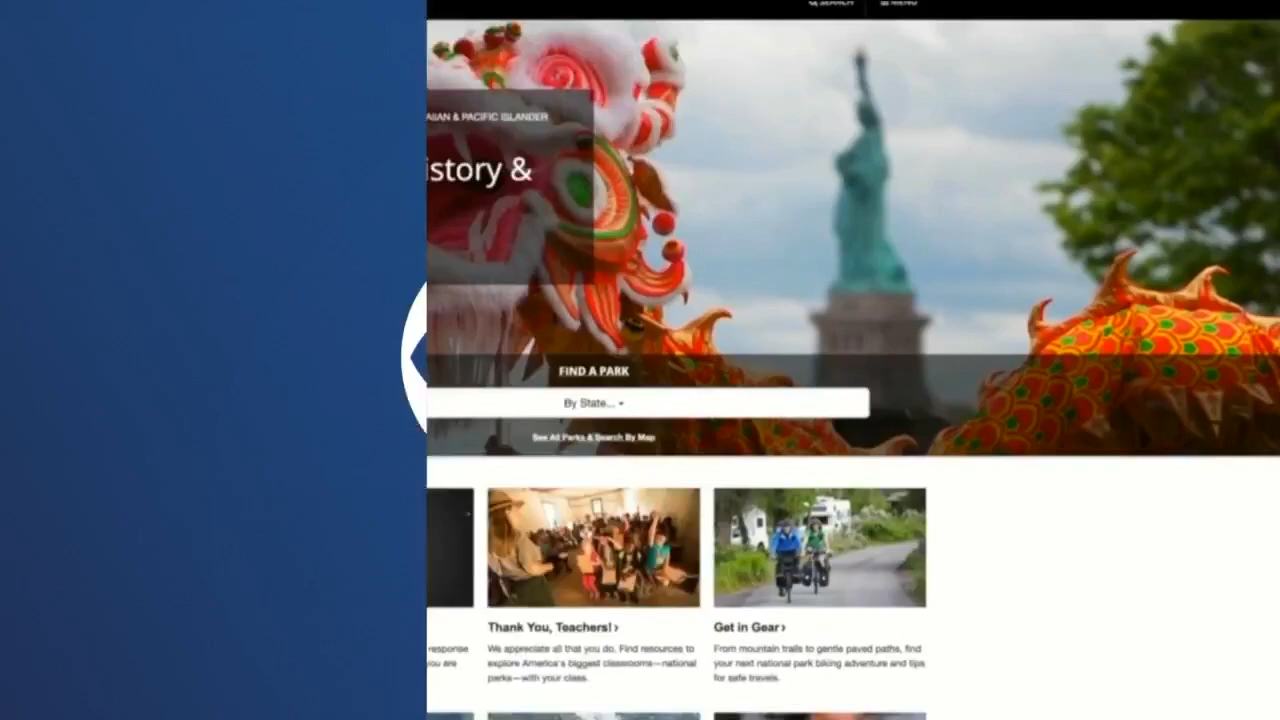 SEARCH MENU
& PACIFIC ISLANDER
istory &
FIND A PARK
By State...
See All Parks & Search By Map
Thank You, Teachers! ›
Get in Gear ›
response
We appreciate all that you do. Find resources to
From mountain trails to gentle paved paths, find
you are
explore America's biggest classrooms—national
your next national park biking adventure and tips
parks—with your class.
for safe travels.